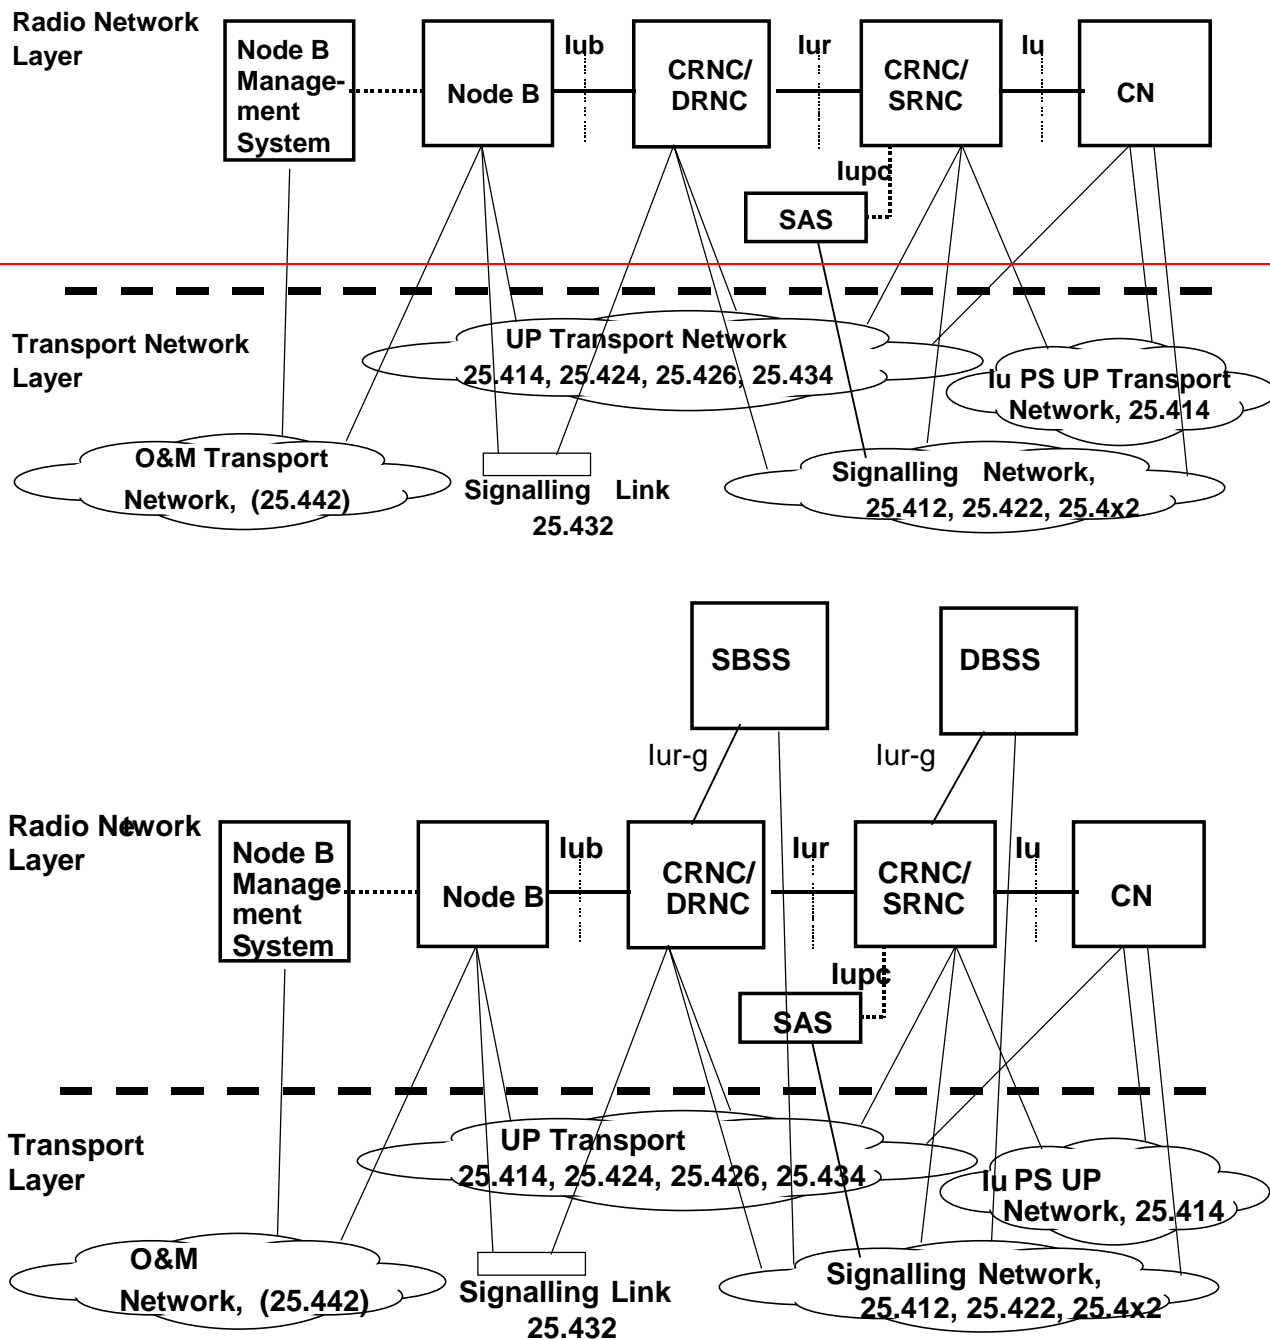 Radio Network
Layer
Node B
Manage-
ment
System
Node B
Iub
CRNC/
DRNC
Iur
CRNC/
SRNC
Iu
CN
Iupc
SAS
Transport Network
Layer
UP Transport Network
25.414, 25.424, 25.426, 25.434
Iu PS UP Transport
Network, 25.414
O&M Transport
Network, (25.442)
Signalling Link
25.432
Signalling Network,
25.412, 25.422, 25.4x2
SBSS
DBSS
Iur-g
Iur-g
Radio Network
Layer
Node B
Manage
ment
System
Node B
Iub
CRNC/
DRNC
Iur
CRNC/
SRNC
Iu
CN
Iupc
SAS
Transport
Layer
UP Transport
25.414, 25.424, 25.426, 25.434
Iu PS UP
Network, 25.414
O&M
Network, (25.442)
Signalling Link
25.432
Signalling Network,
25.412, 25.422, 25.4x2